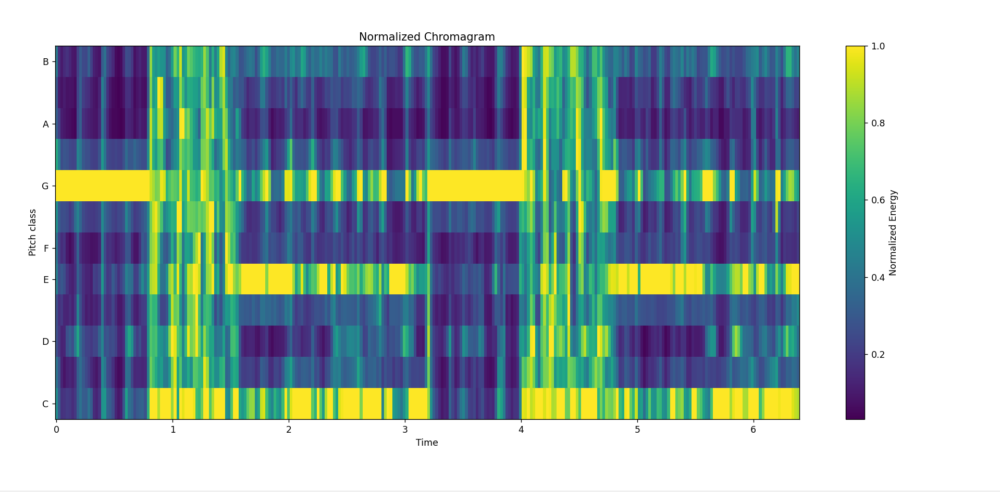 Normalized Chromagram
B
A
G
F
E
D
C
Pitch class
0 1 2 3 4 5 6
Time
1.0
0.8
0.6
0.4
0.2
Normalized Energy